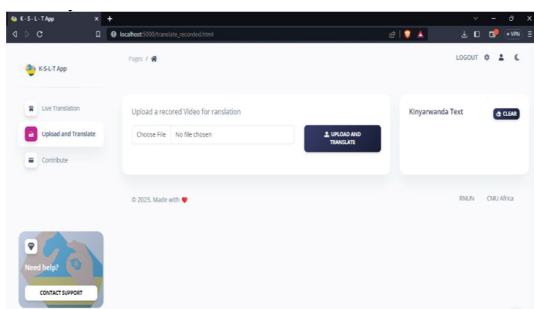 K - S - L - T App
localhost:5000/translate_recorded.html
VPN
K-S-L-T App
Pages /
LOGOUT
Live Translation
Upload and Translate
Contribute
Upload a recored Video for ranslation
Choose File No file chosen
UPLOAD AND
TRANSLATE
Kinyarwanda Text
CLEAR
© 2023, Made with
CMU Africa
Need help?
CONTACT SUPPORT